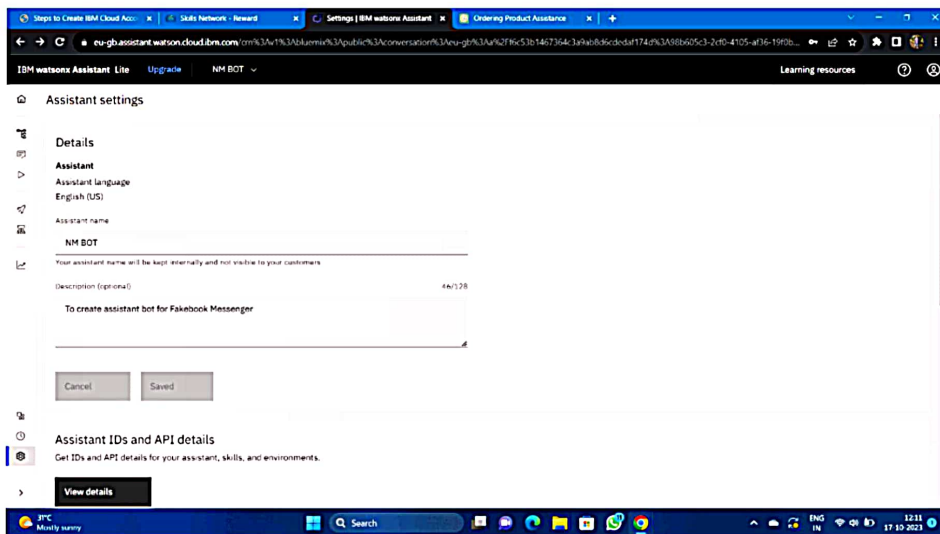 Steps to Create IBM Cloud Acco
Skills Network - Reward
Settings | IBM watsonx Assistant
Ordering Product Assistance
IBM watsonx Assistant Lite
Upgrade
NM BOT
Learning resources
Assistant settings
Details
Assistant
Assistant language
English (US)
Assistant name
NM BOT
Your assistant name will be kept internally and not visible to your customers
Description (optional)
46/128
To create assistant bot for Fakebook Messenger
Cancel
Saved
Assistant IDs and API details
Get IDs and API details for your assistant, skills, and environments.
View details
31°C
Mostly sunny
Search
ENG
IN
12:11
17-10-2023